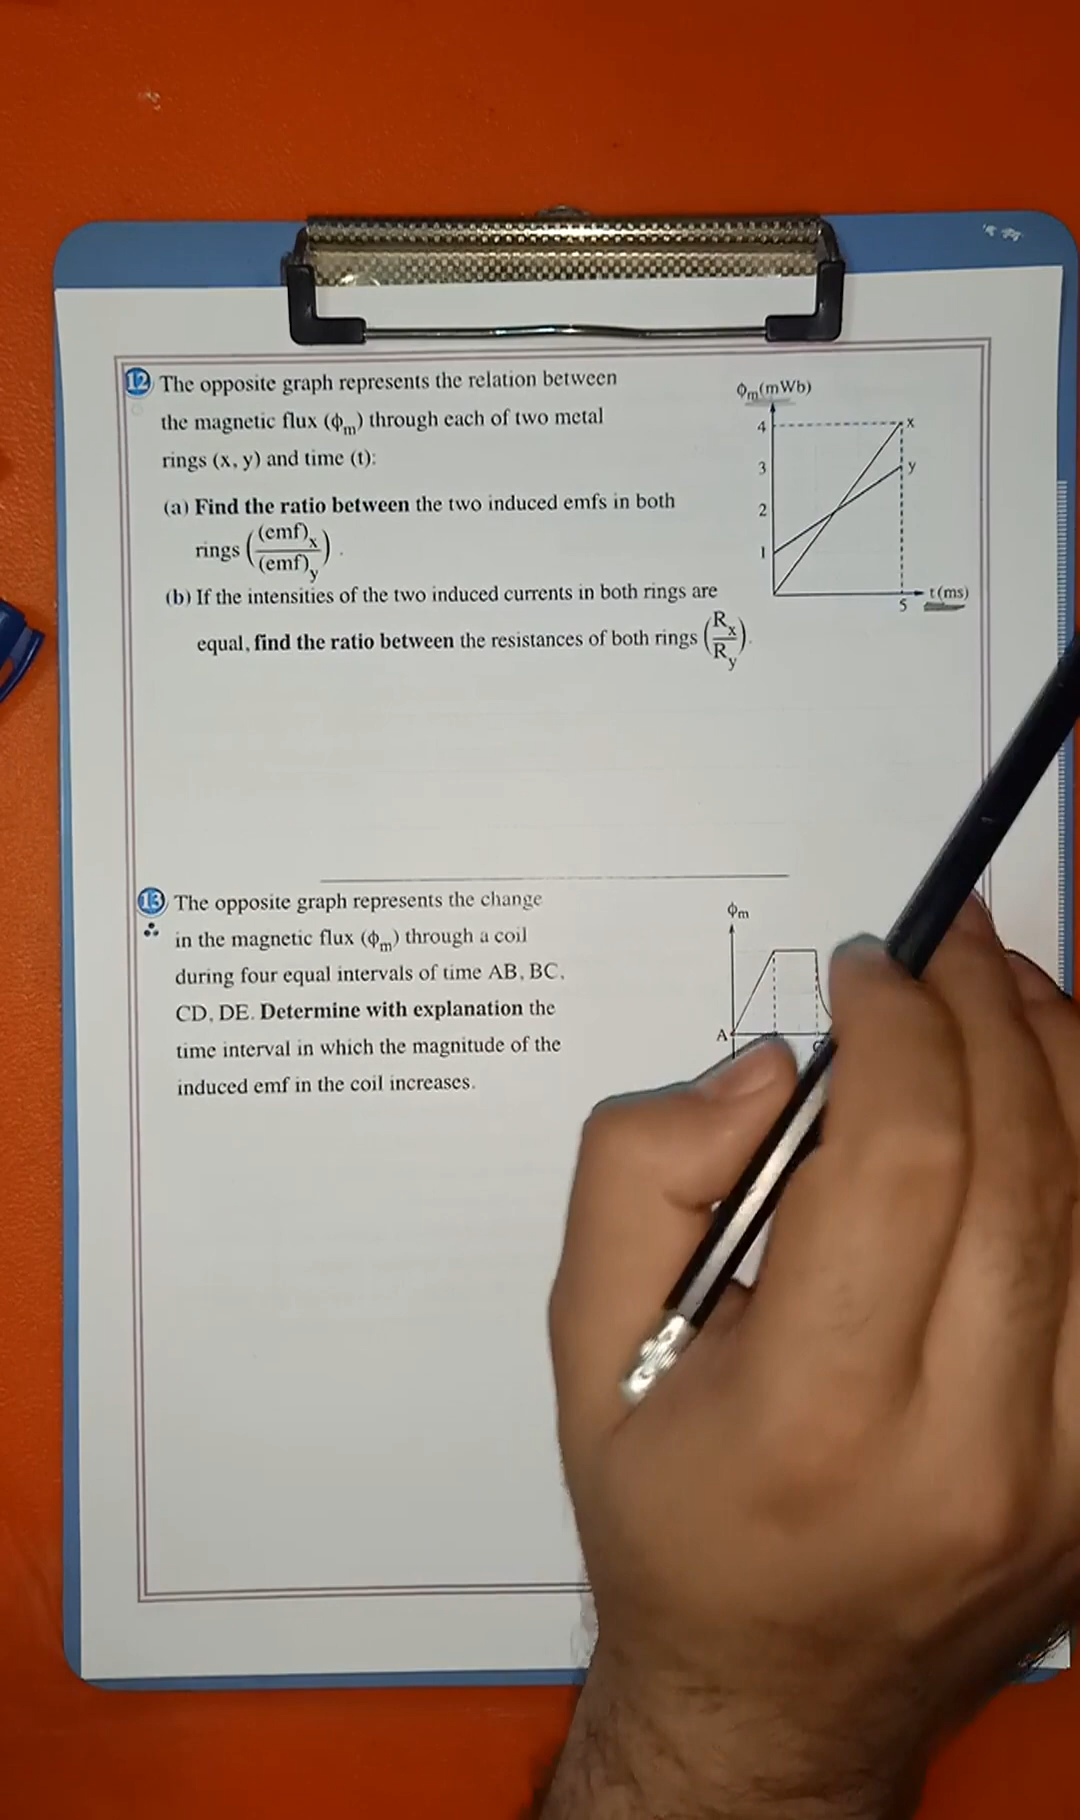 12 The opposite graph represents the relation between
the magnetic flux (ϕm) through each of two metal
rings (x, y) and time (t):
(a) Find the ratio between the two induced emfs in both
rings ((emf)x / (emf)y) .
(b) If the intensities of the two induced currents in both rings are
equal, find the ratio between the resistances of both rings (Rx / Ry).
ϕm(mWb)
4
x
3
y
2
1
t(ms)
5
13 The opposite graph represents the change
in the magnetic flux (ϕm) through a coil
during four equal intervals of time AB, BC,
CD, DE. Determine with explanation the
time interval in which the magnitude of the
induced emf in the coil increases.
ϕm
A